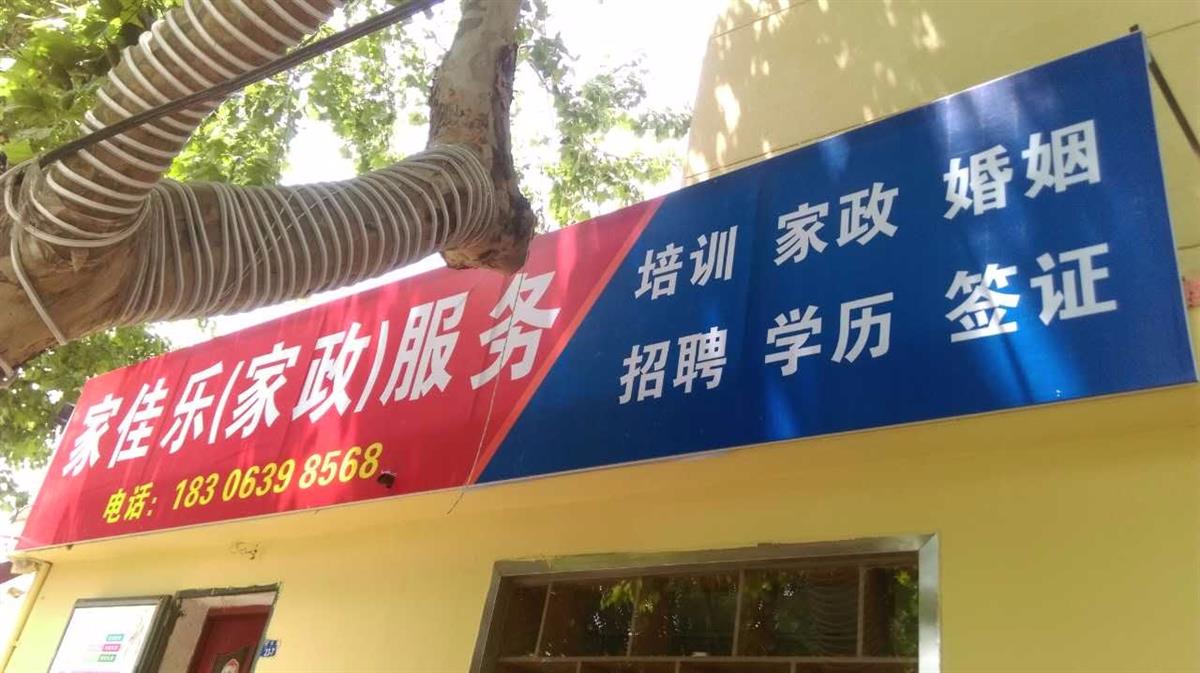 家佳乐(家政)服务
电话：183 0639 8568
培训 家政 婚姻
招聘 学历 签证